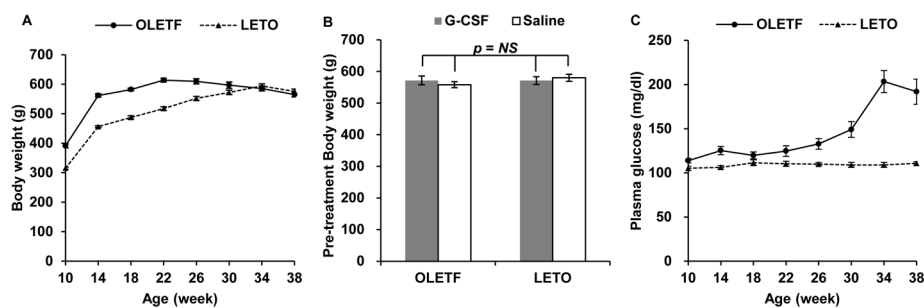 A
OLETF
LETO
Body weight (g)
700
600
500
400
300
200
100
0
10 14 18 22 26 30 34 38
Age (week)
B
G-CSF
Saline
p = NS
Pre-treatment Body weight (g)
700
600
500
400
300
200
100
0
OLETF
LETO
C
OLETF
LETO
Plasma glucose (mg/dl)
250
200
150
100
50
0
10 14 18 22 26 30 34 38
Age (week)